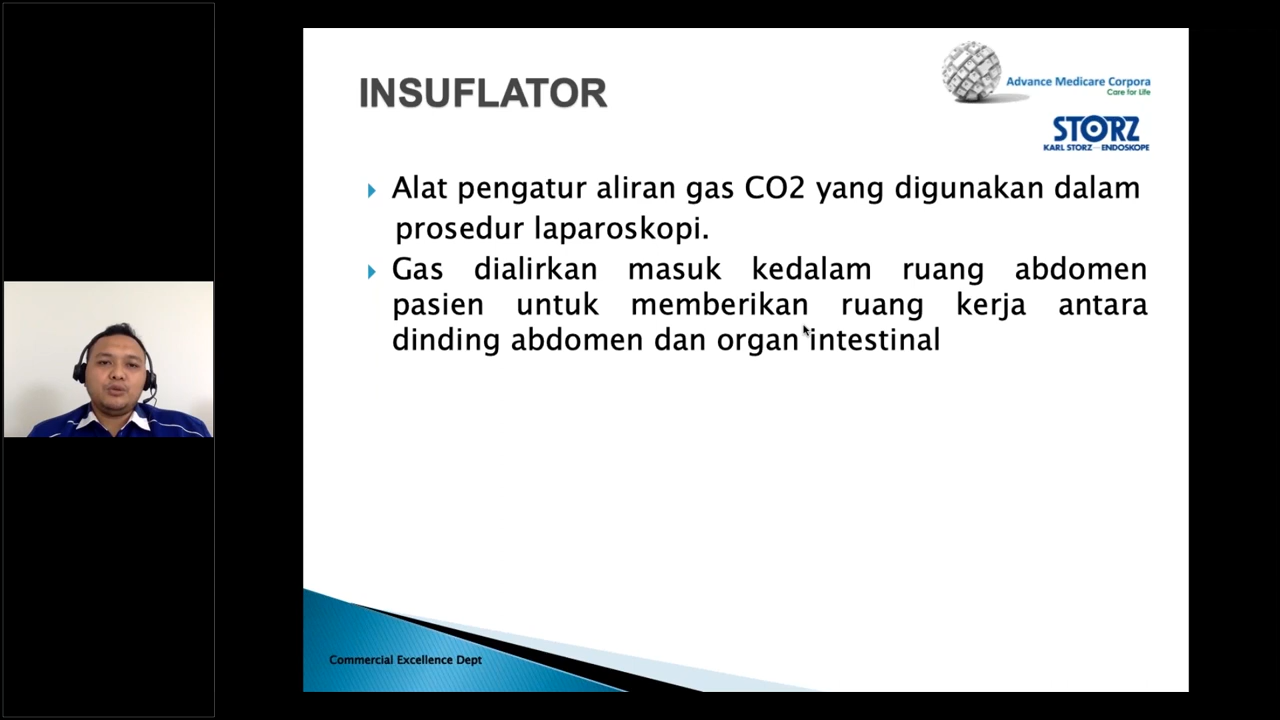 INSUFLATOR
Advance Medicare Corpora
Care for Life
STORZ
KARL STORZ—ENDOSKOPE
Alat pengatur aliran gas CO2 yang digunakan dalam
prosedur laparoskopi.
Gas dialirkan masuk kedalam ruang abdomen
pasien untuk memberikan ruang kerja antara
dinding abdomen dan organ intestinal
Commercial Excellence Dept